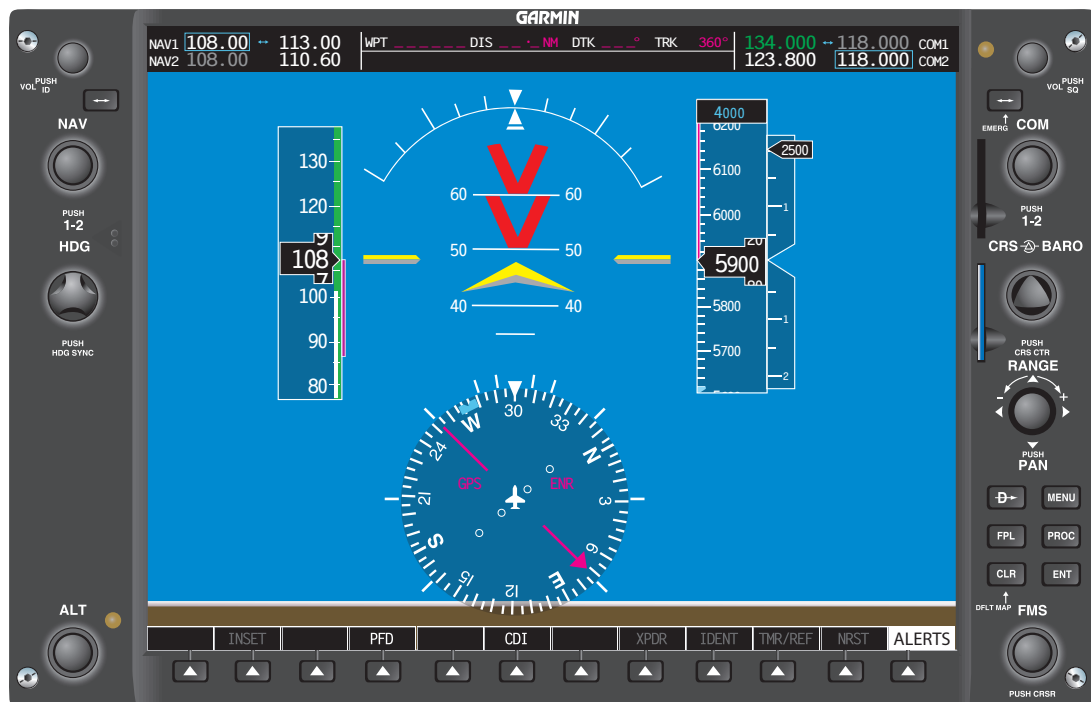 GARMIN
NAV1 108.00 ↔ 113.00 WPT _ _ _ _ _ _ DIS _ _ . _ NM DTK _ _ _ ° TRK 360° 134.000 ↔ 118.000 COM1
NAV2 108.00 110.60 123.800 118.000 COM2
VOL PUSH ID
VOL PUSH SQ
NAV
EMERG COM
PUSH
1-2
PUSH
1-2
HDG
CRS BARO
PUSH
HDG SYNC
PUSH
CRS CTR
RANGE
PUSH
PAN
MENU
FPL PROC
CLR ENT
DFLT MAP FMS
PUSH CRSR
ALT
130
120
9
108
7
100
90
80
60 60
50 50
40 40
4000
6200
6100
6000
20
5900
80
5800
5700
2500
1
1
2
30
33
N
3
6
E
12
15
S
21
24
W
GPS ENR
INSET PFD CDI XPDR IDENT TMR/REF NRST ALERTS